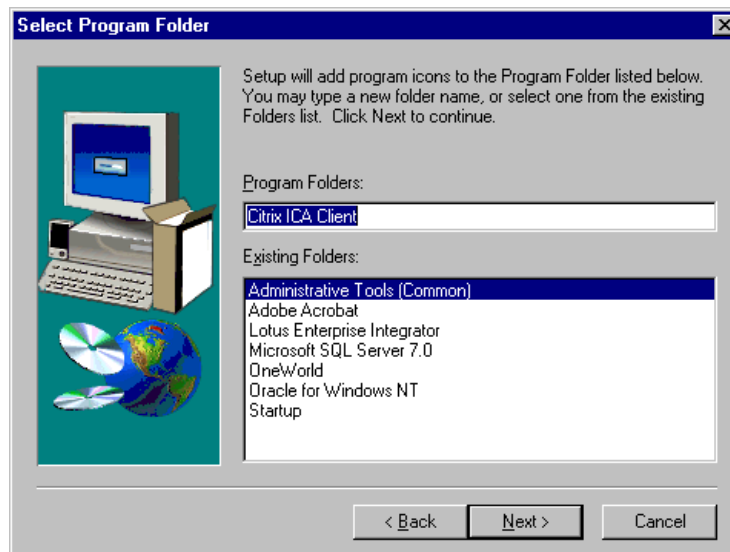 Select Program Folder
Setup will add program icons to the Program Folder listed below.
You may type a new folder name, or select one from the existing
Folders list. Click Next to continue.
Program Folders:
Citrix ICA Client
Existing Folders:
Administrative Tools (Common)
Adobe Acrobat
Lotus Enterprise Integrator
Microsoft SQL Server 7.0
OneWorld
Oracle for Windows NT
Startup
< Back
Next >
Cancel